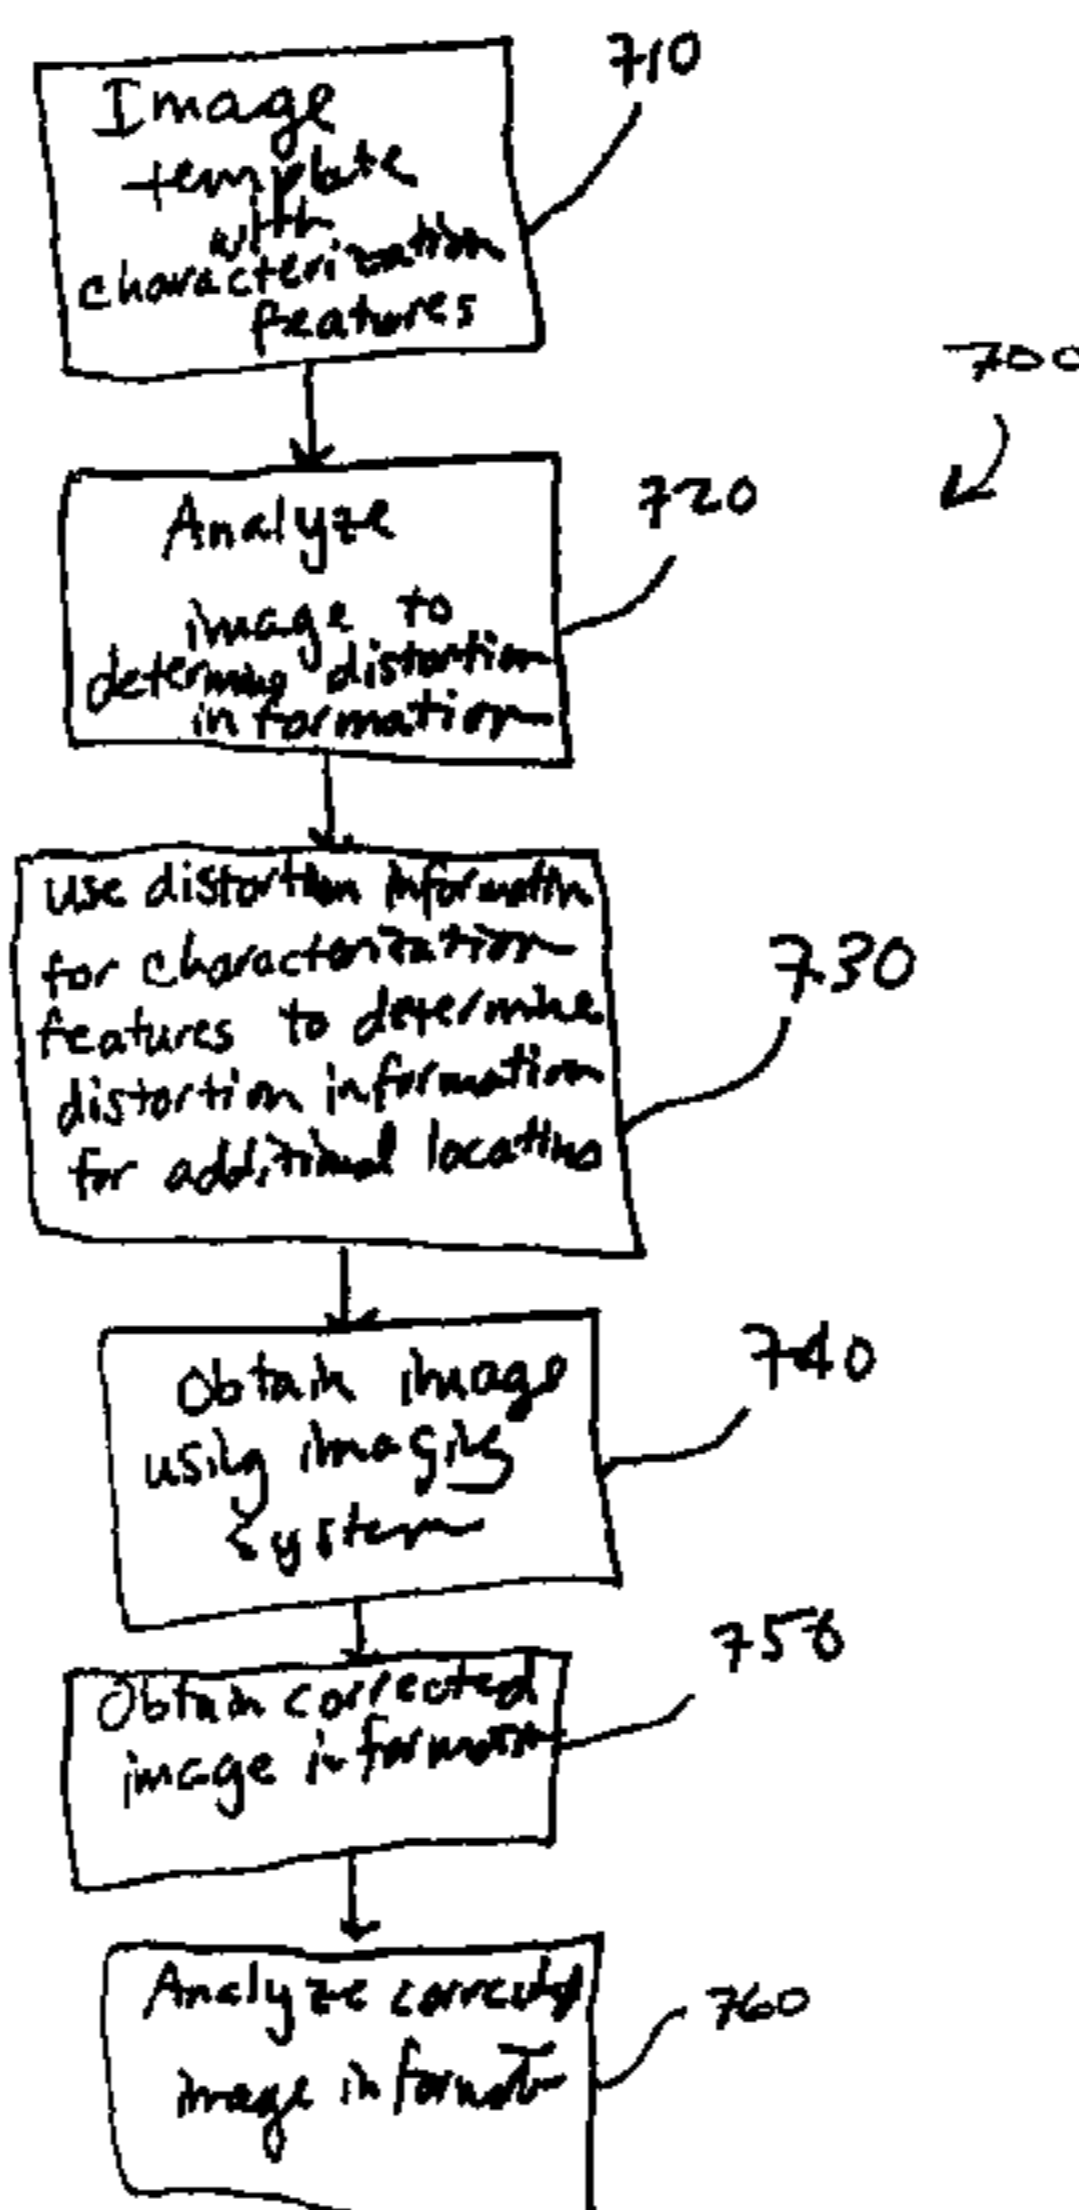 710
Image
template
with
characterization
features
700
720
Analyze
image to
determine distortion
information
use distortion information
for characterization
features to determine
distortion information
for additional locations
730
740
Obtain image
using imaging
system
750
Obtain corrected
image information
Analyze corrected
image information
760